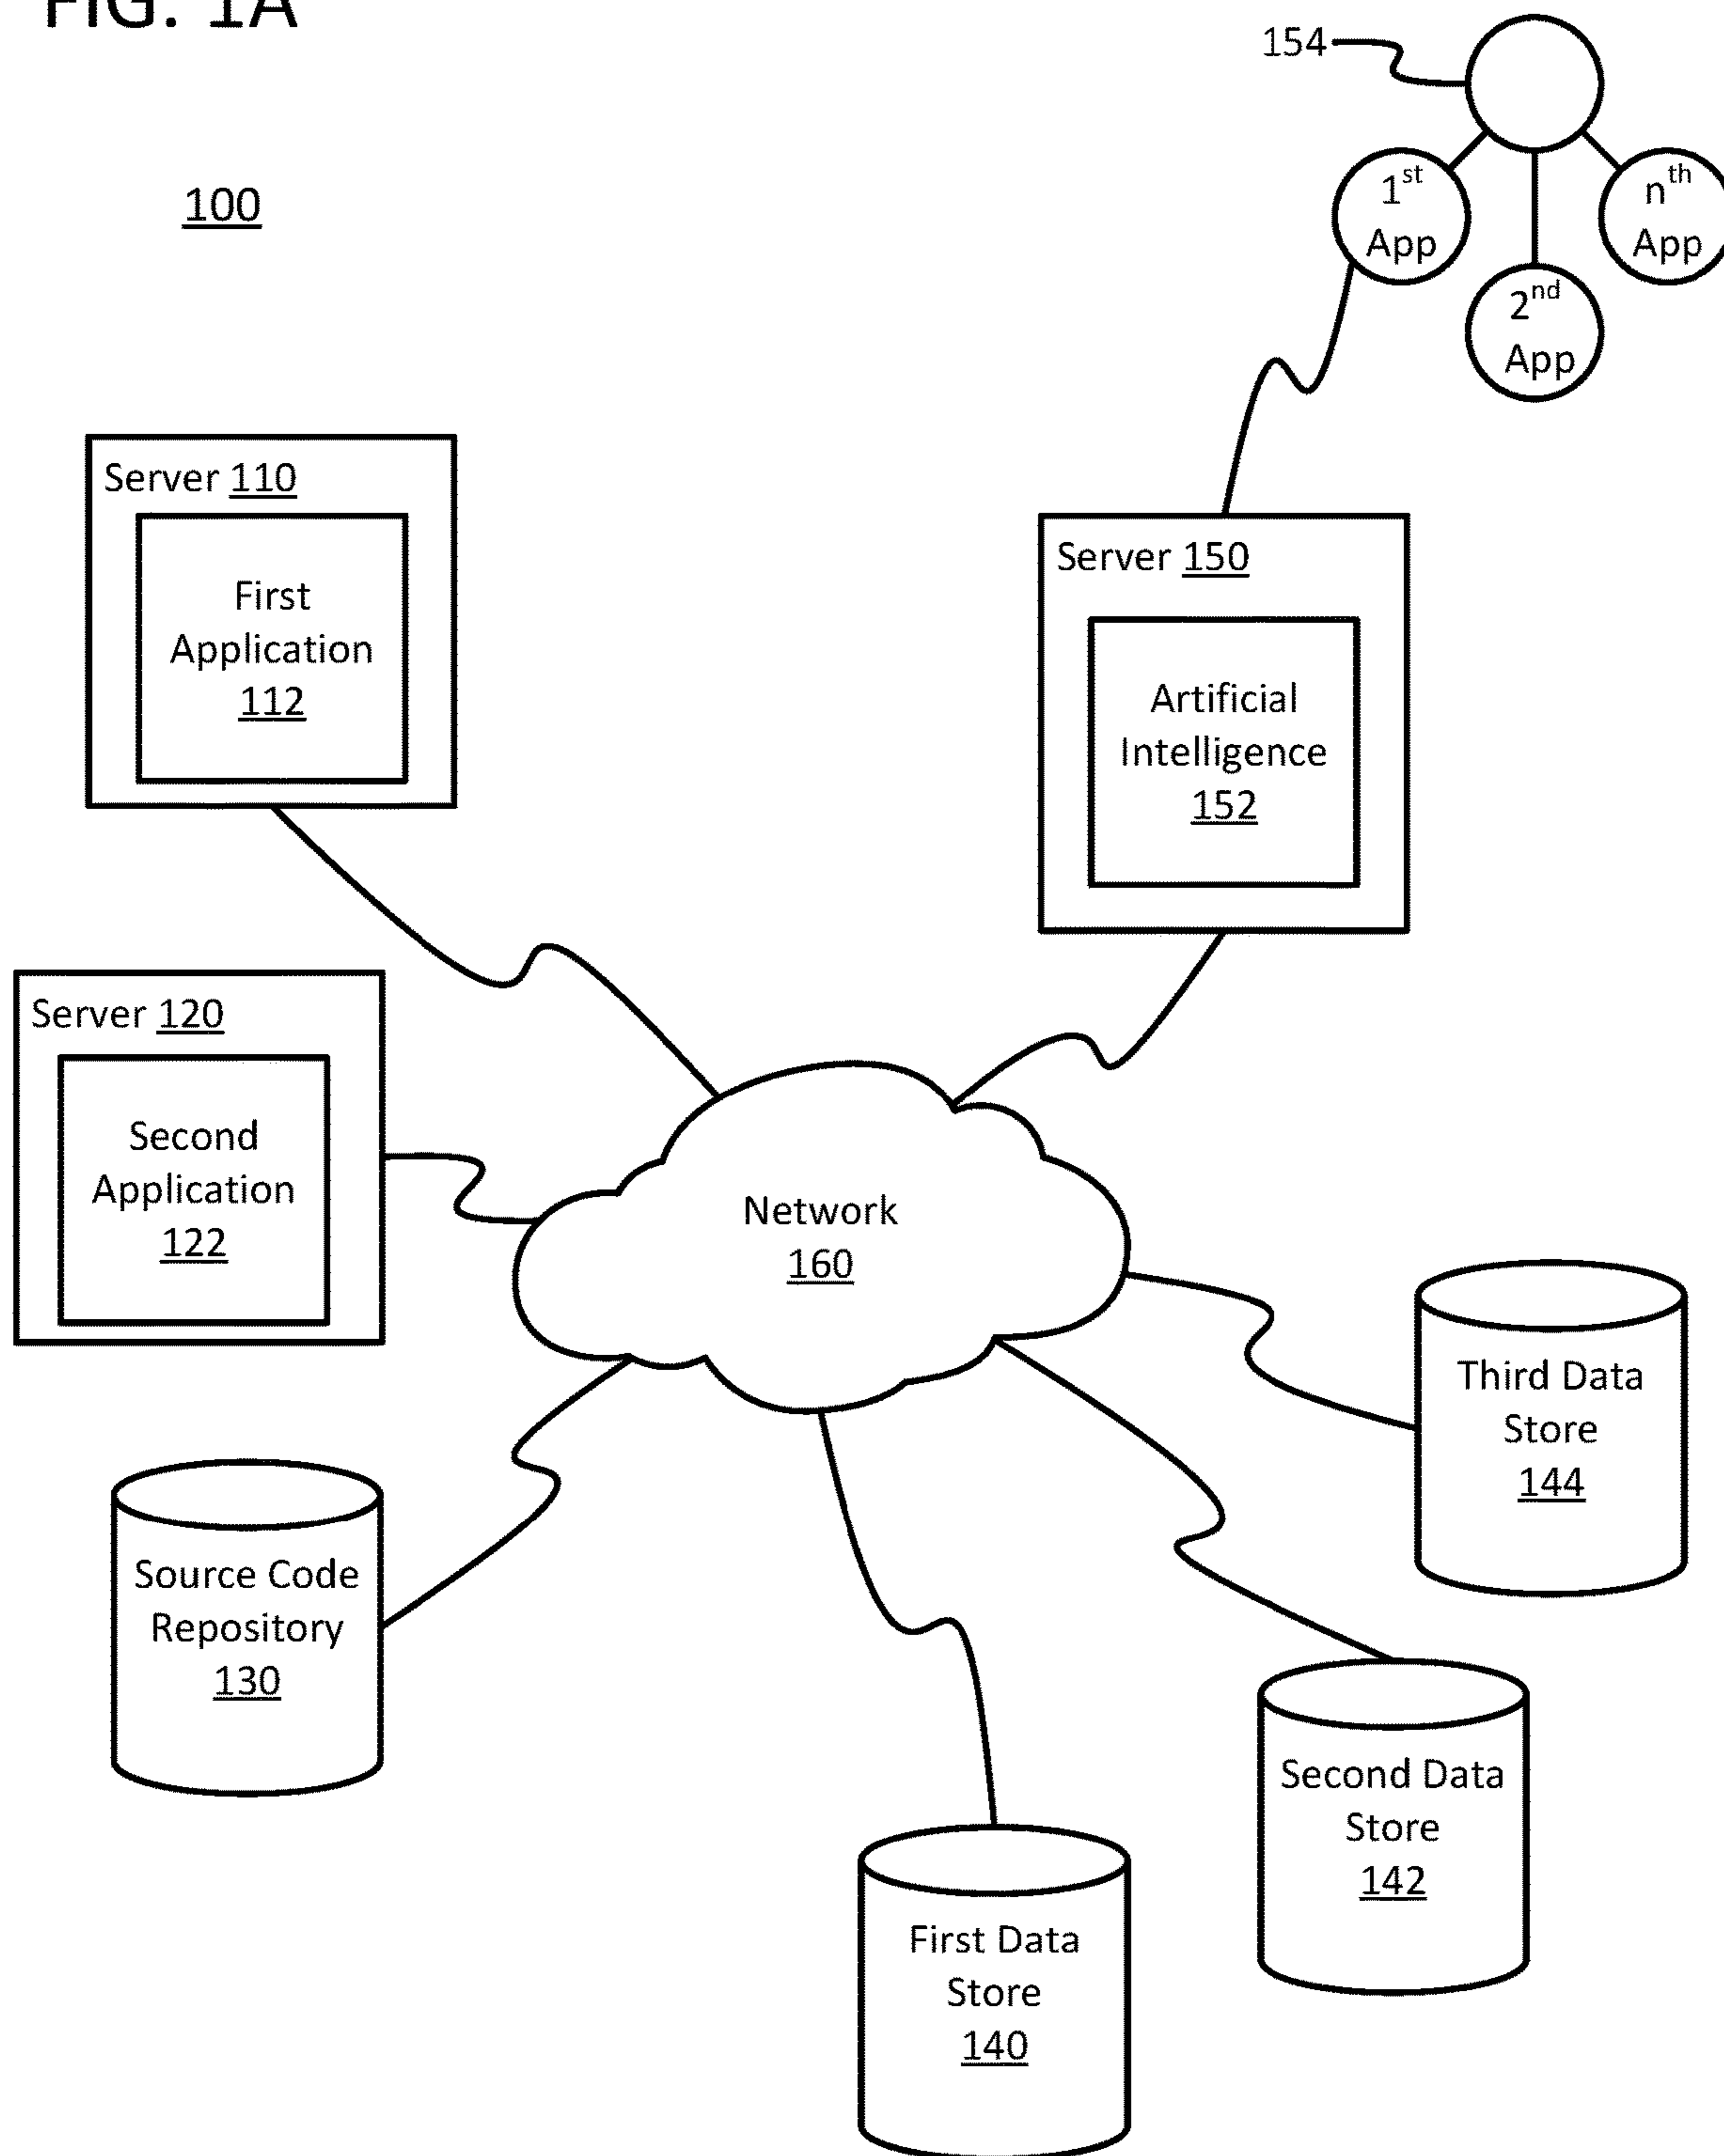 FIG. 1A
154
100
1st
App
nth
App
2nd
App
Server 110
First
Application
112
Server 150
Artificial
Intelligence
152
Server 120
Second
Application
122
Network
160
Third Data
Store
144
Source Code
Repository
130
Second Data
Store
142
First Data
Store
140